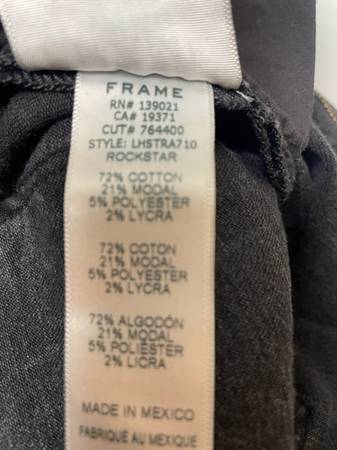 FRAME
RN# 139021
CA# 19371
CUT# 764400
STYLE: LHSTRA710
ROCKSTAR
72% COTTON
21% MODAL
5% POLYESTER
2% LYCRA
72% COTON
21% MODAL
5% POLYESTER
2% LYCRA
72% ALGODÓN
21% MODAL
5% POLIÉSTER
2% LICRA
MADE IN MEXICO
FABRIQUÉ AU MEXIQUE